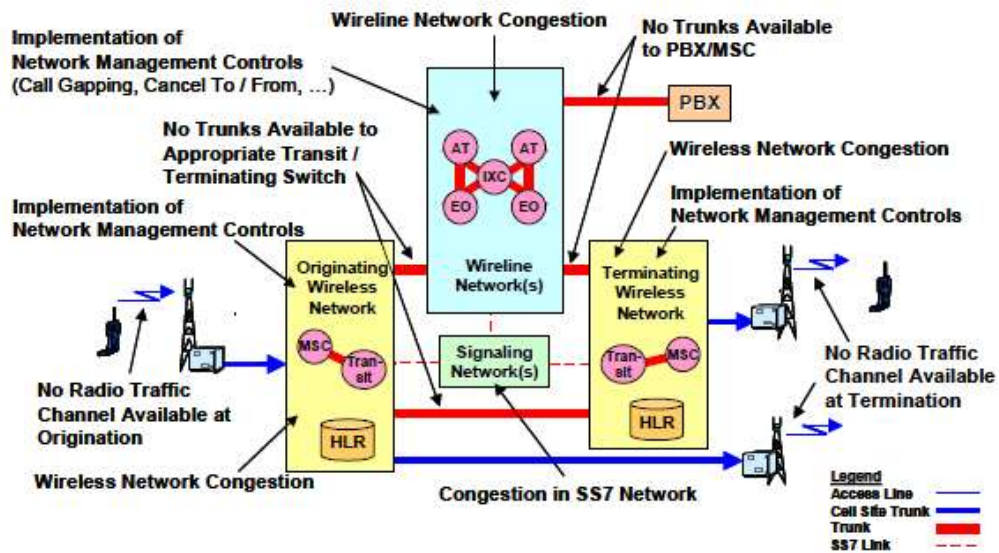 Wireline Network Congestion
Implementation of
Network Management Controls
(Call Gapping, Cancel To / From, …)
No Trunks Available
to PBX/MSC
PBX
No Trunks Available to
Appropriate Transit /
Terminating Switch
AT
AT
IXC
EO
EO
Wireless Network Congestion
Implementation of
Network Management Controls
Implementation of
Network Management Controls
Originating
Wireless
Network
Wireline
Network(s)
Terminating
Wireless
Network
MSC
Tran-
sit
Signaling
Network(s)
Tran-
sit
MSC
No Radio Traffic
Channel Available at
Origination
No Radio Traffic
Channel Available
at Termination
HLR
HLR
Wireless Network Congestion
Congestion in SS7 Network
Legend
Access Line
Cell Site Trunk
Trunk
SS7 Link